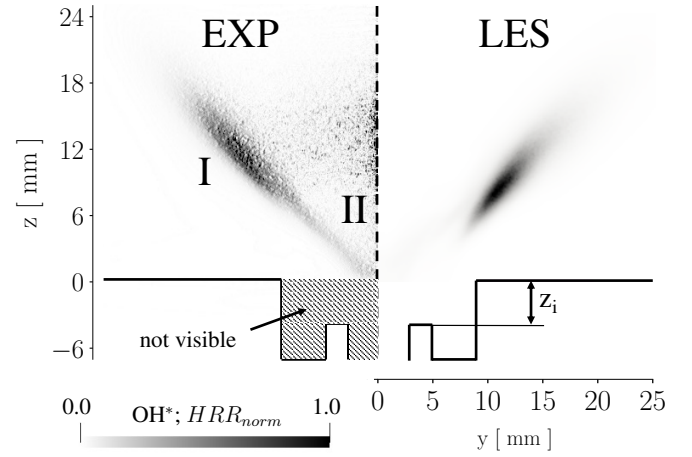 EXP LES
24
18
12
6
0
−6
z [ mm ]
I
II
z_i
not visible
0.0 1.0
OH*; HRR_norm
0 5 10 15 20 25
y [ mm ]